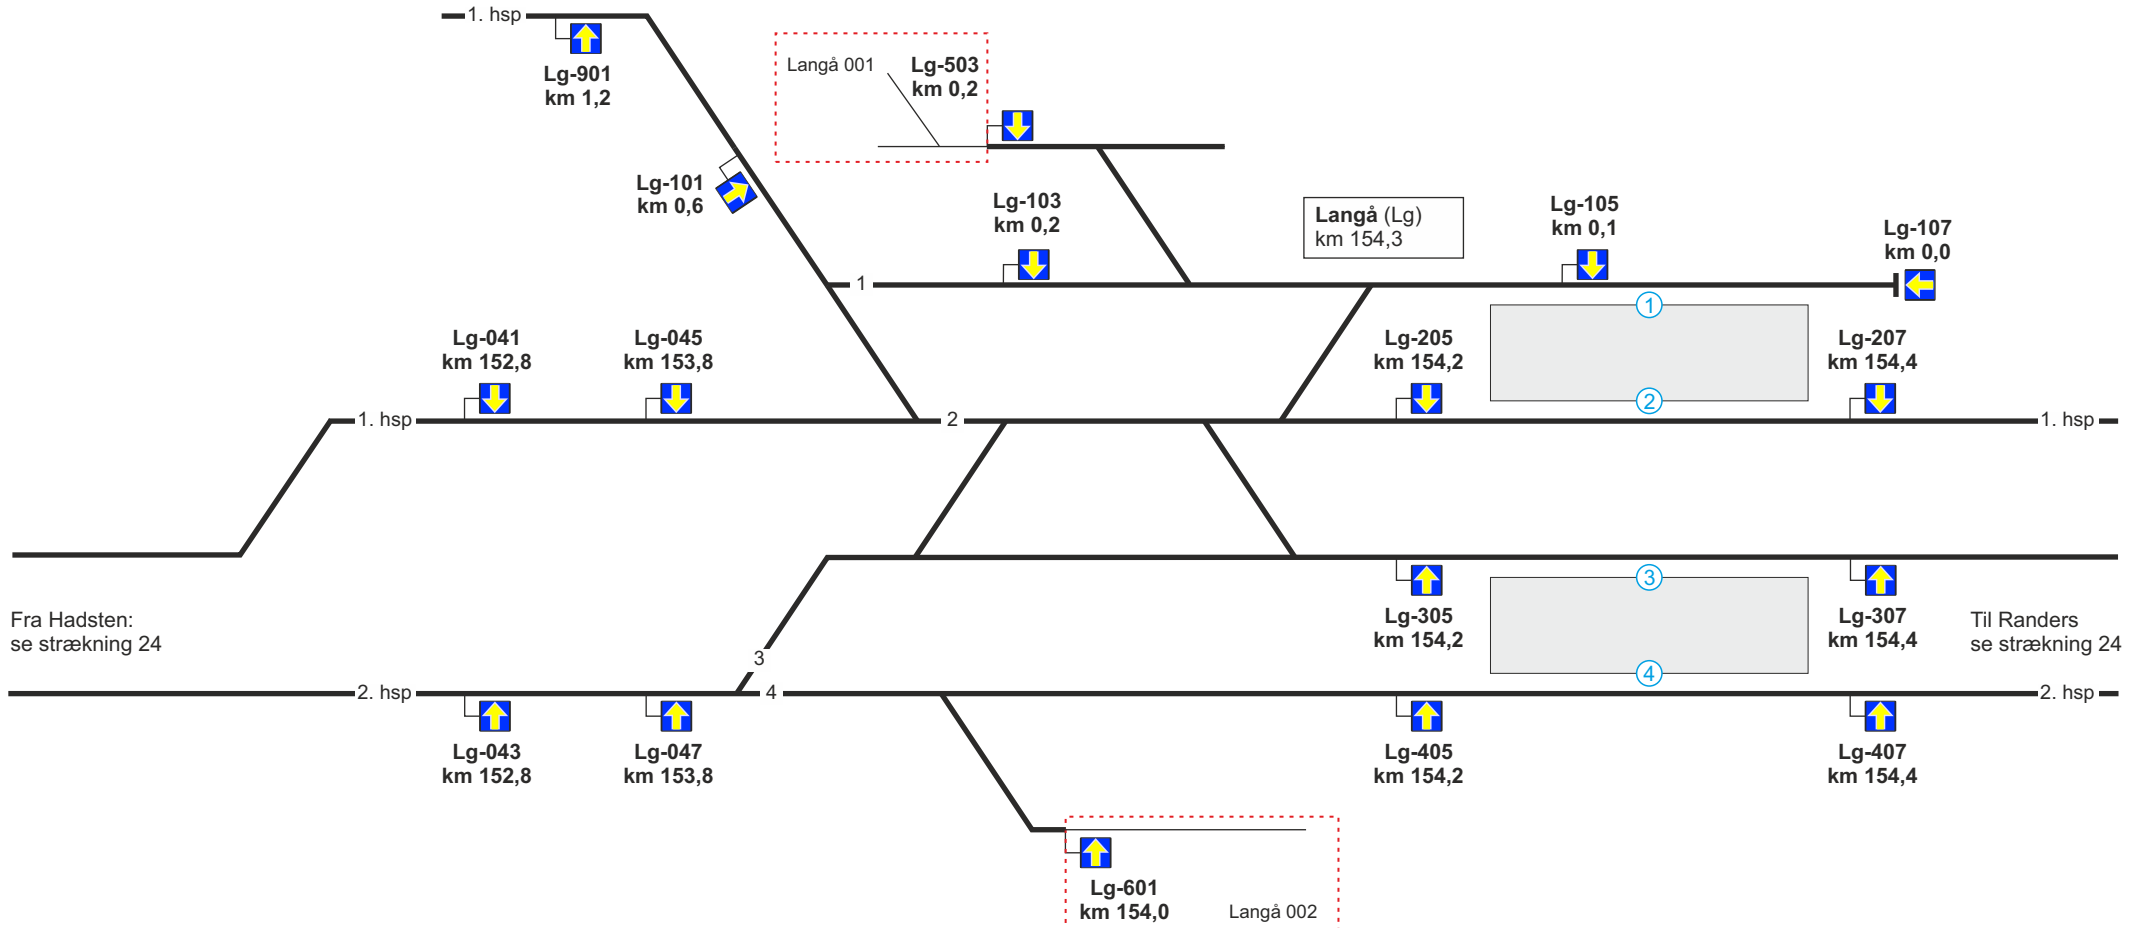 1. hsp
Lg-901
km 1,2
Langå 001
Lg-503
km 0,2
Lg-101
km 0,6
Lg-103
km 0,2
Langå (Lg)
km 154,3
Lg-105
km 0,1
Lg-107
km 0,0
1
1
Lg-041
km 152,8
Lg-045
km 153,8
Lg-205
km 154,2
Lg-207
km 154,4
2
1. hsp
2
1. hsp
3
Fra Hadsten:
se strækning 24
Lg-305
km 154,2
Lg-307
km 154,4
Til Randers
se strækning 24
3
4
2. hsp
4
2. hsp
Lg-043
km 152,8
Lg-047
km 153,8
Lg-405
km 154,2
Lg-407
km 154,4
Lg-601
km 154,0
Langå 002